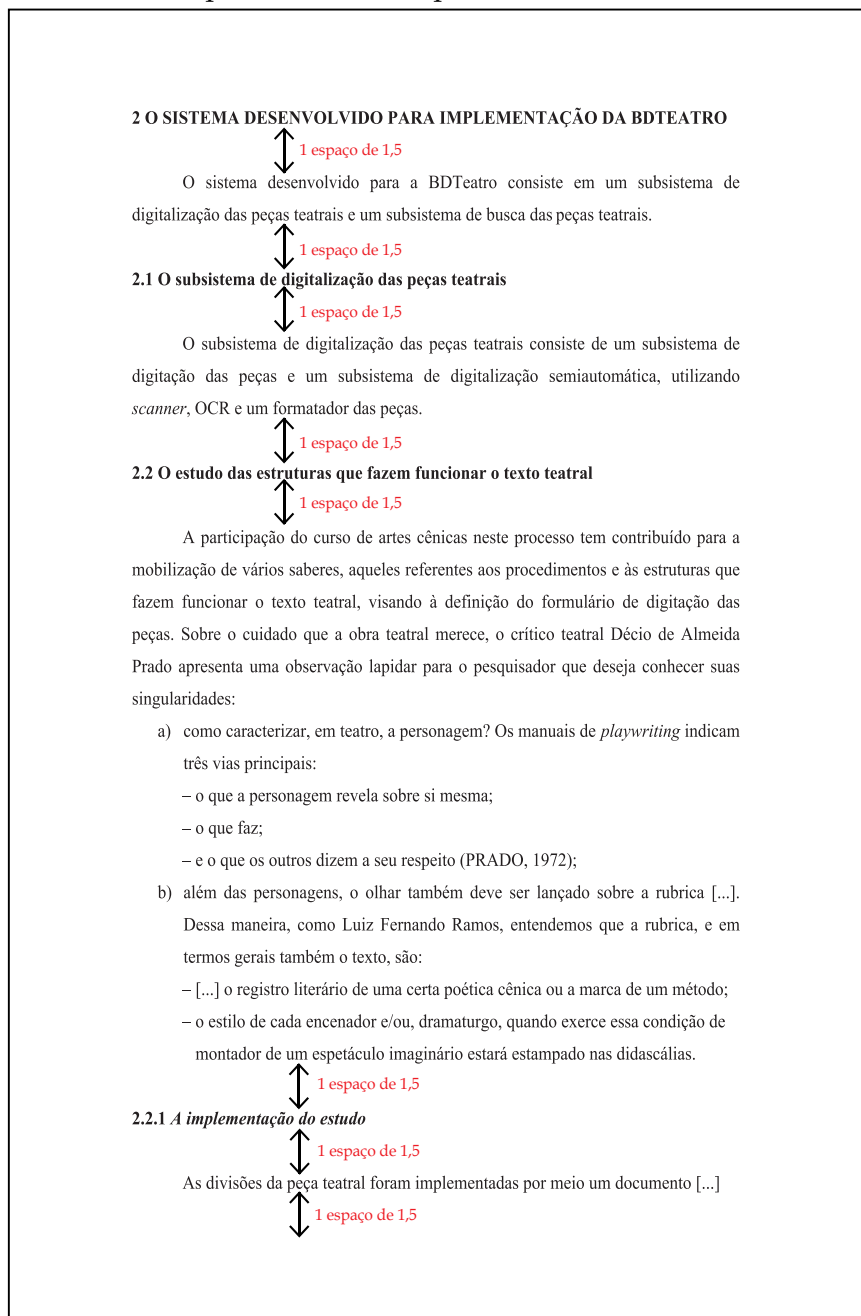 2 O SISTEMA DESENVOLVIDO PARA IMPLEMENTAÇÃO DA BDTEATRO
1 espaço de 1,5
O sistema desenvolvido para a BDTeatro consiste em um subsistema de
digitalização das peças teatrais e um subsistema de busca das peças teatrais.
1 espaço de 1,5
2.1 O subsistema de digitalização das peças teatrais
1 espaço de 1,5
O subsistema de digitalização das peças teatrais consiste de um subsistema de
digitação das peças e um subsistema de digitalização semiautomática, utilizando
scanner, OCR e um formatador das peças.
1 espaço de 1,5
2.2 O estudo das estruturas que fazem funcionar o texto teatral
1 espaço de 1,5
A participação do curso de artes cênicas neste processo tem contribuído para a
mobilização de vários saberes, aqueles referentes aos procedimentos e às estruturas que
fazem funcionar o texto teatral, visando à definição do formulário de digitação das
peças. Sobre o cuidado que a obra teatral merece, o crítico teatral Décio de Almeida
Prado apresenta uma observação lapidar para o pesquisador que deseja conhecer suas
singularidades:
a) como caracterizar, em teatro, a personagem? Os manuais de playwriting indicam
três vias principais:
– o que a personagem revela sobre si mesma;
– o que faz;
– e o que os outros dizem a seu respeito (PRADO, 1972);
b) além das personagens, o olhar também deve ser lançado sobre a rubrica [...].
Dessa maneira, como Luiz Fernando Ramos, entendemos que a rubrica, e em
termos gerais também o texto, são:
– [...] o registro literário de uma certa poética cênica ou a marca de um método;
– o estilo de cada encenador e/ou, dramaturgo, quando exerce essa condição de
montador de um espetáculo imaginário estará estampado nas didascálias.
1 espaço de 1,5
2.2.1 A implementação do estudo
1 espaço de 1,5
As divisões da peça teatral foram implementadas por meio um documento [...]
1 espaço de 1,5